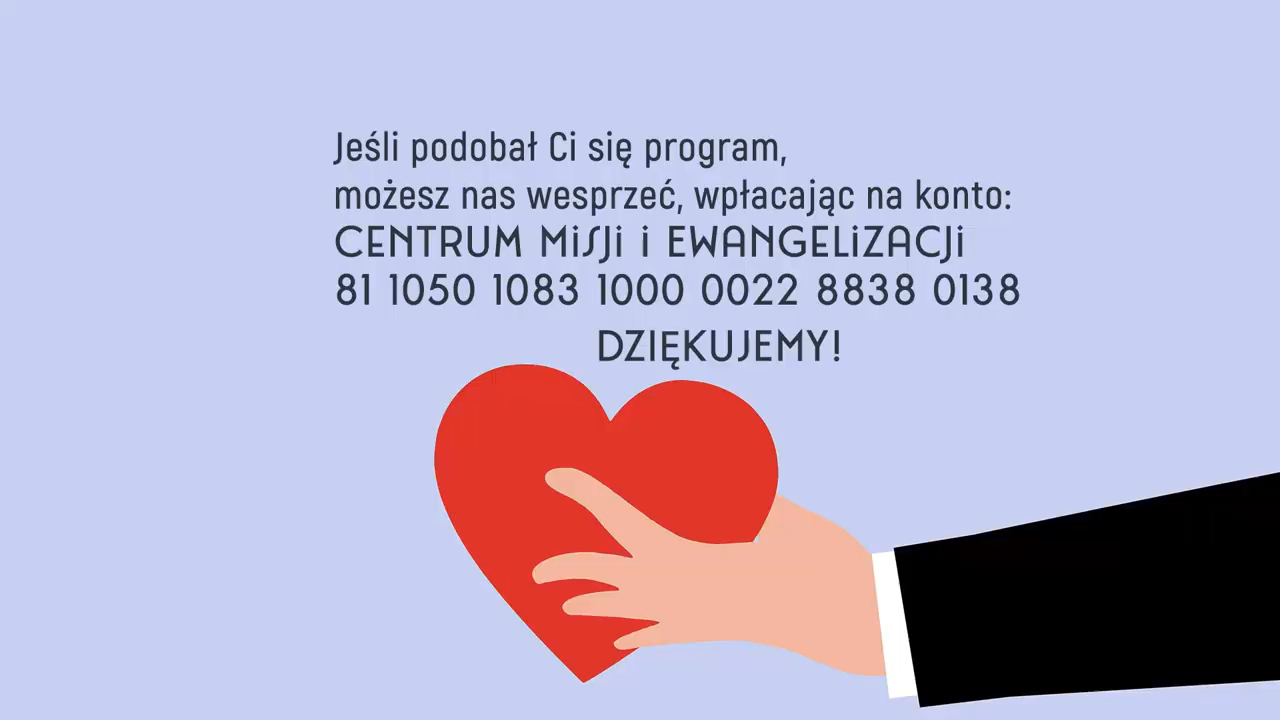 Jeśli podobał Ci się program,
możesz nas wesprzeć, wpłacając na konto:
CENTRUM MiSJi i EWANGELiZACJi
81 1050 1083 1000 0022 8838 0138
DZIĘKUJEMY!